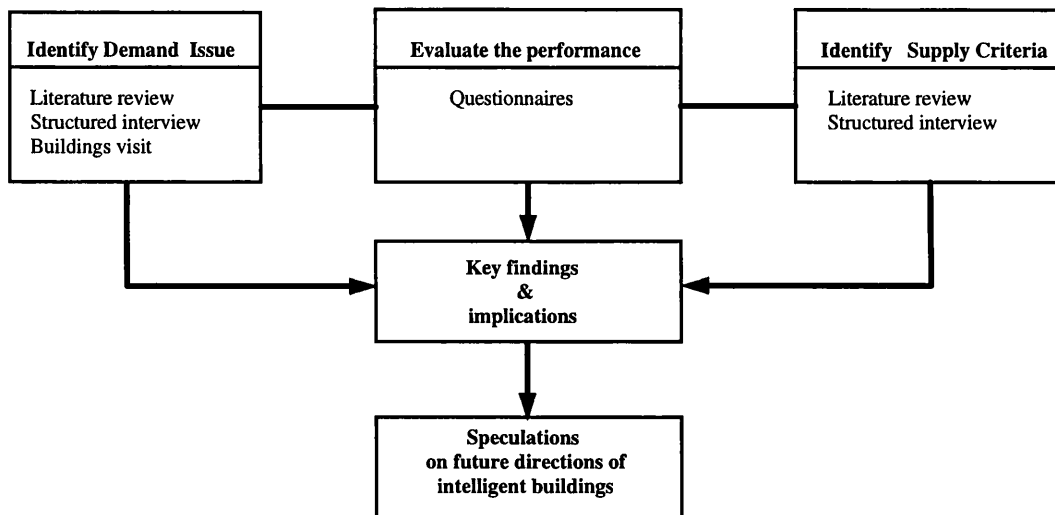 Identify Demand Issue
Literature review
Structured interview
Buildings visit
Evaluate the performance
Questionnaires
Identify Supply Criteria
Literature review
Structured interview
Key findings
&
implications
Speculations
on future directions of
intelligent buildings